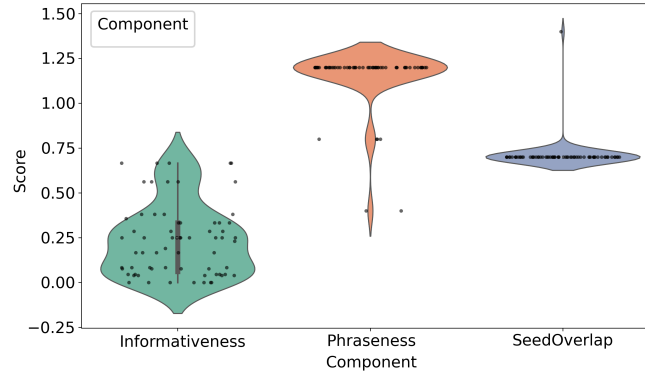 Component
1.50
1.25
1.00
0.75
0.50
0.25
0.00
−0.25
Score
Informativeness
Phraseness
SeedOverlap
Component